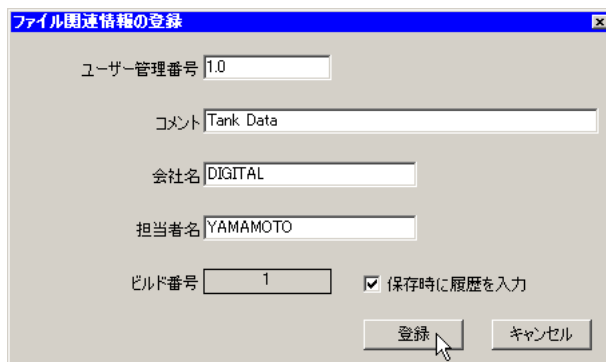 ファイル関連情報の登録
ユーザー管理番号 1.0
コメント Tank Data
会社名 DIGITAL
担当者名 YAMAMOTO
ビルド番号 1 保存時に履歴を入力
登録 キャンセル